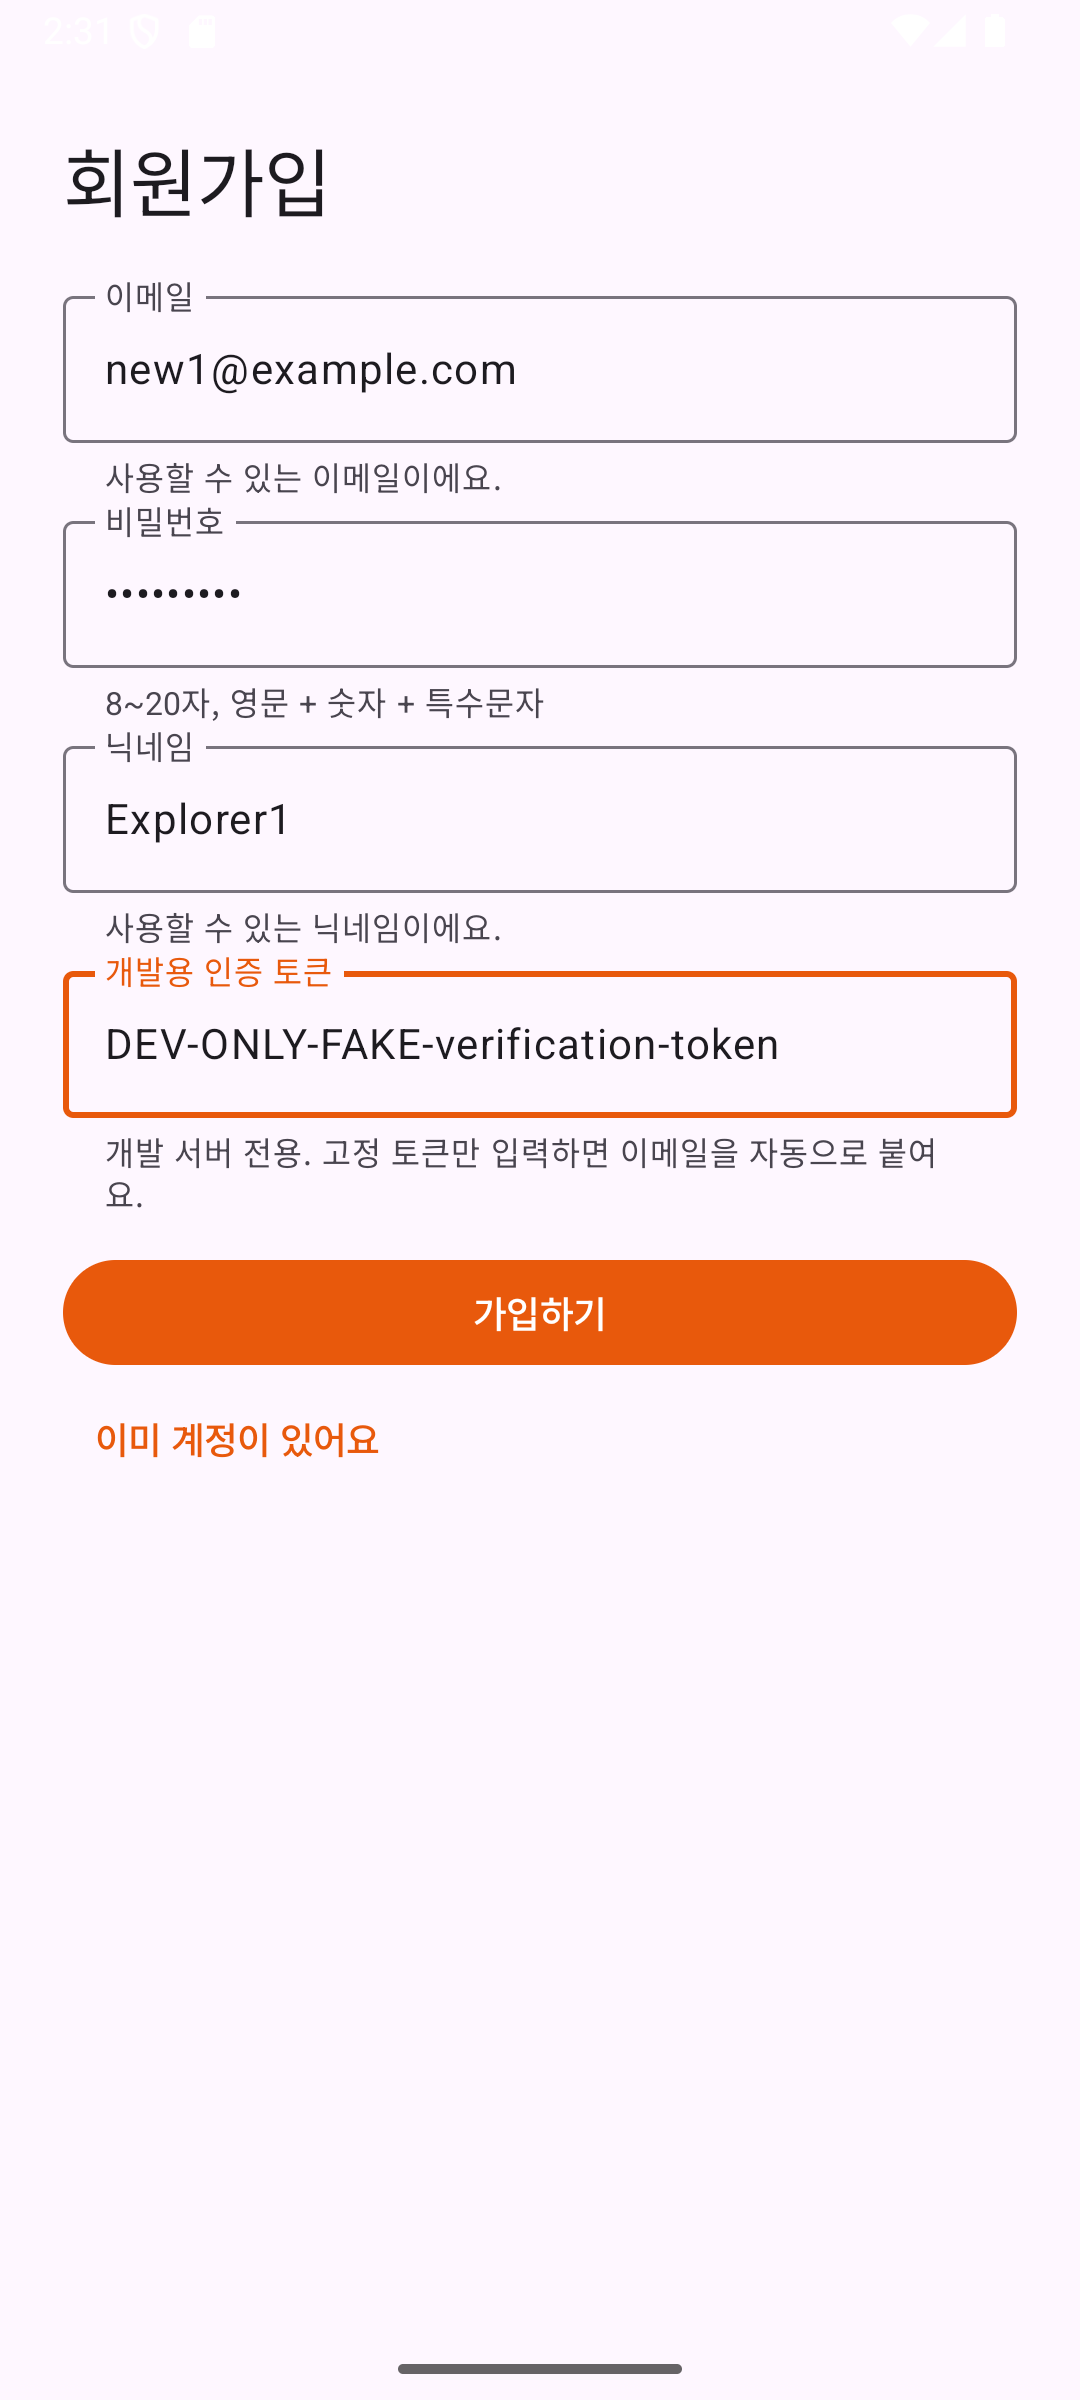 2:31
회원가입
이메일
new1@example.com
사용할 수 있는 이메일이에요.
비밀번호
•••••••••
8~20자, 영문 + 숫자 + 특수문자
닉네임
Explorer1
사용할 수 있는 닉네임이에요.
개발용 인증 토큰
DEV-ONLY-FAKE-verification-token
개발 서버 전용. 고정 토큰만 입력하면 이메일을 자동으로 붙여
요.
가입하기
이미 계정이 있어요